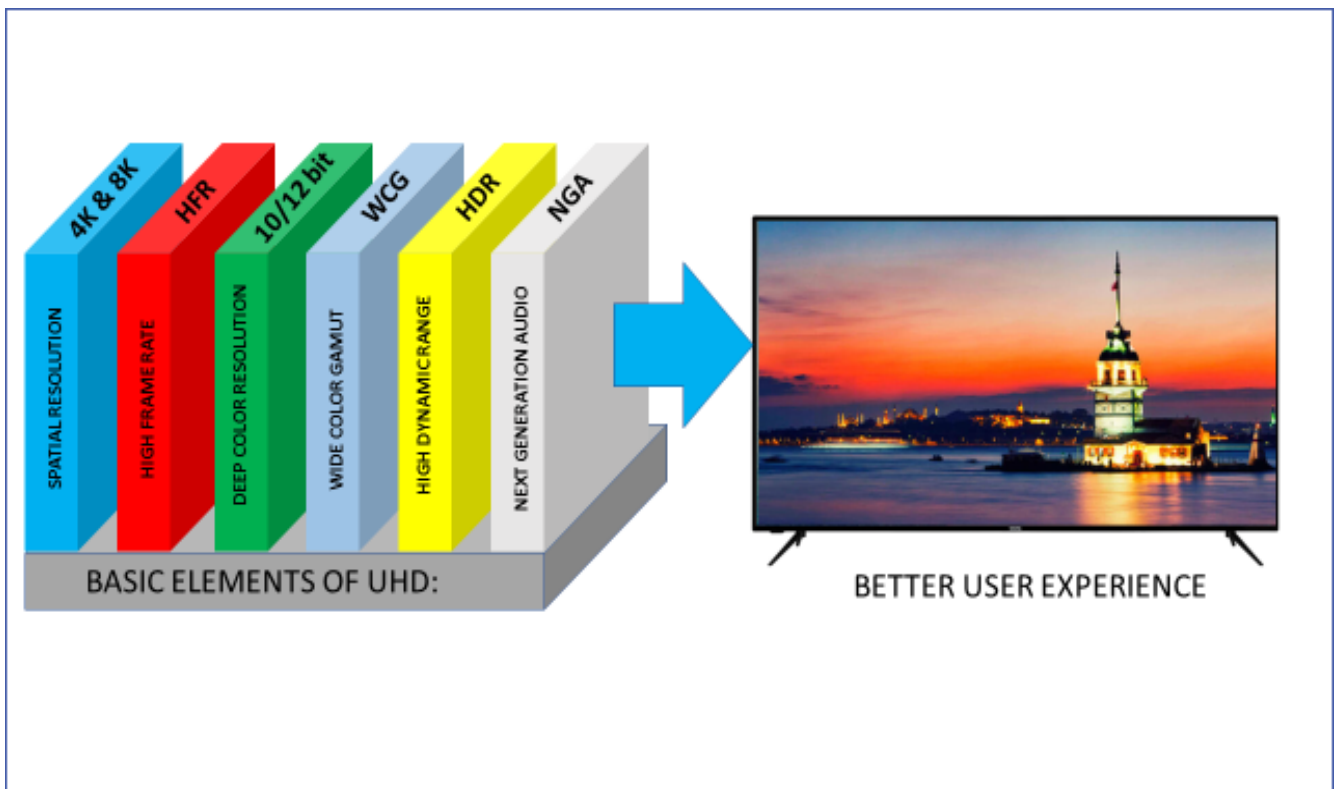 4K & 8K
HFR
10/12 bit
WCG
HDR
NGA
SPATIAL RESOLUTION
HIGH FRAME RATE
DEEP COLOR RESOLUTION
WIDE COLOR GAMUT
HIGH DYNAMIC RANGE
NEXT GENERATION AUDIO
BASIC ELEMENTS OF UHD:
BETTER USER EXPERIENCE